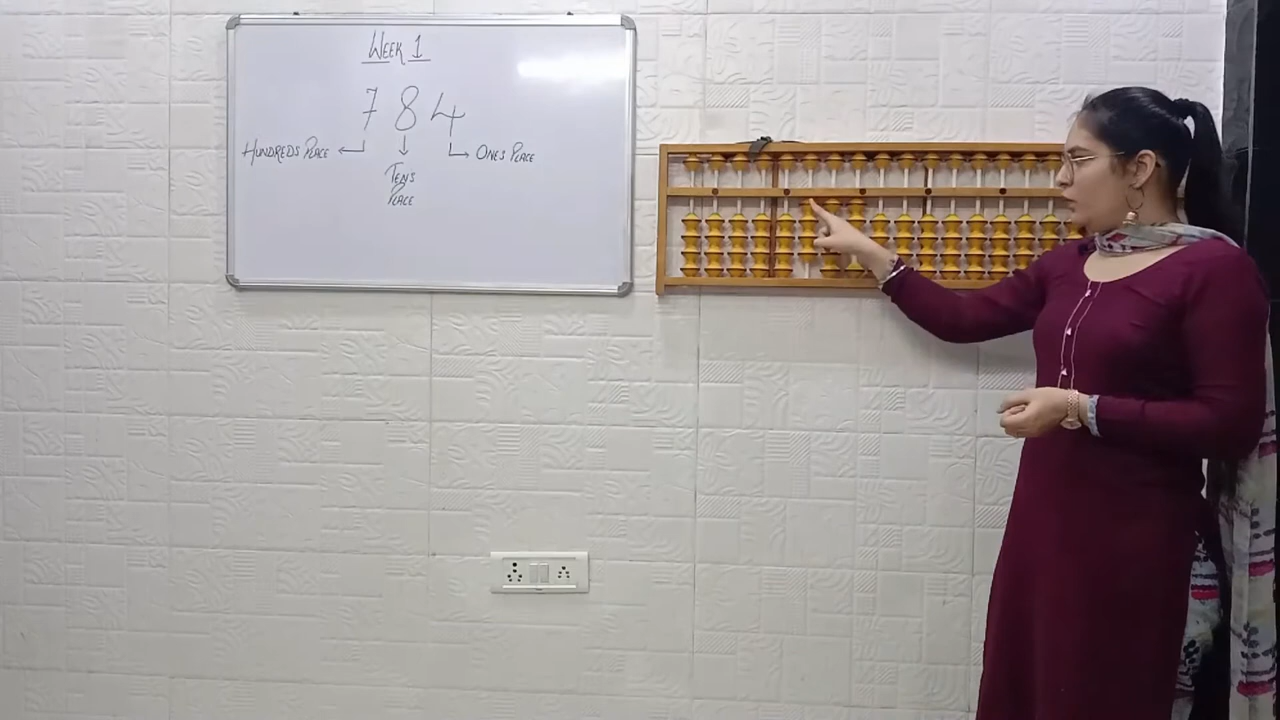 WEEK 1
7 8 4
HUNDREDS PLACE
TENS
PLACE
ONES PLACE